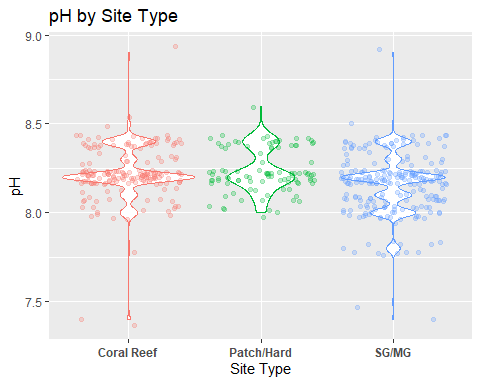 pH by Site Type
9.0
8.5
8.0
7.5
pH
Coral Reef Patch/Hard SG/MG
Site Type